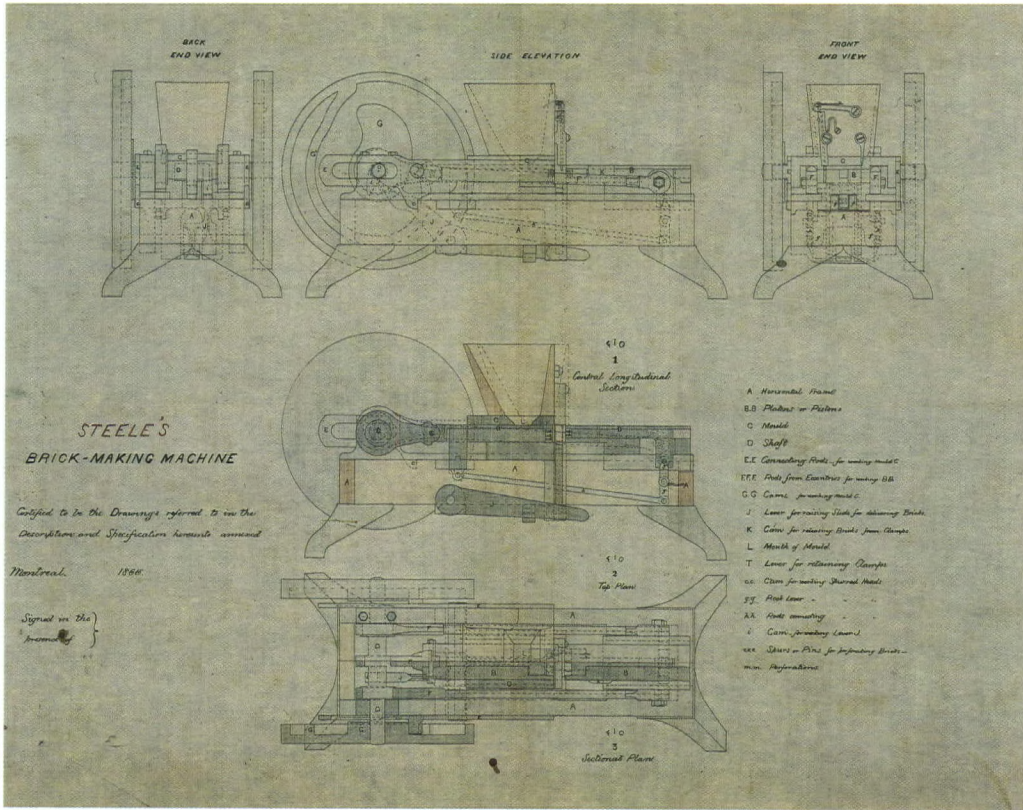 BACK
END VIEW
SIDE ELEVATION
FRONT
END VIEW
FIG
1
Central Longitudinal
Section
STEELE'S
BRICK-MAKING MACHINE
Certified to be the Drawings referred to in the
Description and Specification hereunto annexed
Montreal 186
Signed in the
presence of
A Horizontal Frame
B.B Platens or Pistons
C Mould
D Shaft
E.E Connecting Rods for working Mould C
F.F.F Rods from Eccentrics for working B.B
G.G Cams for working Mould C
J Lever for raising Slide for delivering Bricks
K Cam for releasing Bricks from Clamps
L Mouth of Mould
T Lever for retaining Clamps
Cam for working Spurred Heads
g.g Rock Lever " " "
h.h Rods connecting " "
i Cam for working Lever J
Spurs or Pins for perforating Bricks
m.m Perforations
FIG
2
Top Plan
FIG
3
Sectional Plan